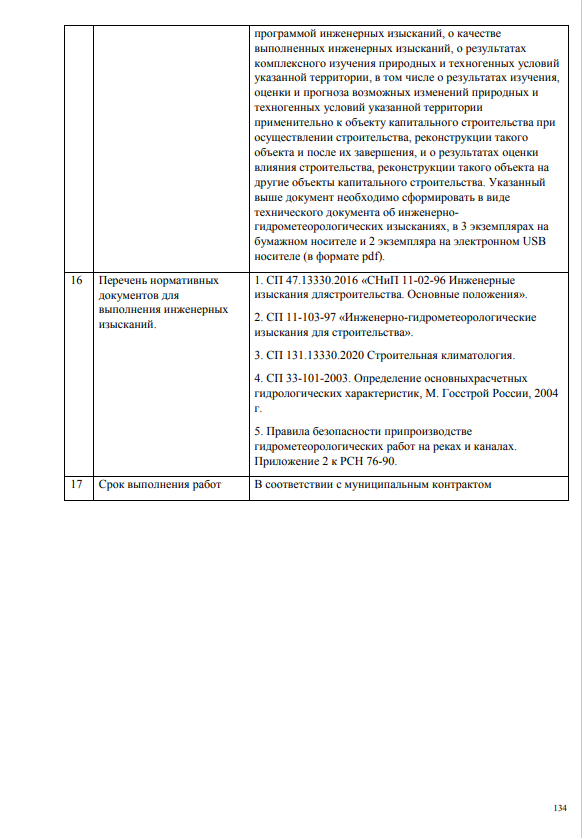 программой инженерных изысканий, о качестве
выполненных инженерных изысканий, о результатах
комплексного изучения природных и техногенных условий
указанной территории, в том числе о результатах изучения,
оценки и прогноза возможных изменений природных и
техногенных условий указанной территории
применительно к объекту капитального строительства при
осуществлении строительства, реконструкции такого
объекта и после их завершения, и о результатах оценки
влияния строительства, реконструкции такого объекта на
другие объекты капитального строительства. Указанный
выше документ необходимо сформировать в виде
технического документа об инженерно-
гидрометеорологических изысканиях, в 3 экземплярах на
бумажном носителе и 2 экземпляра на электронном USB
носителе (в формате pdf).
16
Перечень нормативных
документов для
выполнения инженерных
изысканий.
1. СП 47.13330.2016 «СНиП 11-02-96 Инженерные
изыскания длястроительства. Основные положения».
2. СП 11-103-97 «Инженерно-гидрометеорологические
изыскания для строительства».
3. СП 131.13330.2020 Строительная климатология.
4. СП 33-101-2003. Определение основныхрасчетных
гидрологических характеристик, М. Госстрой России, 2004
г.
5. Правила безопасности припроизводстве
гидрометеорологических работ на реках и каналах.
Приложение 2 к РСН 76-90.
17
Срок выполнения работ
В соответствии с муниципальным контрактом
134